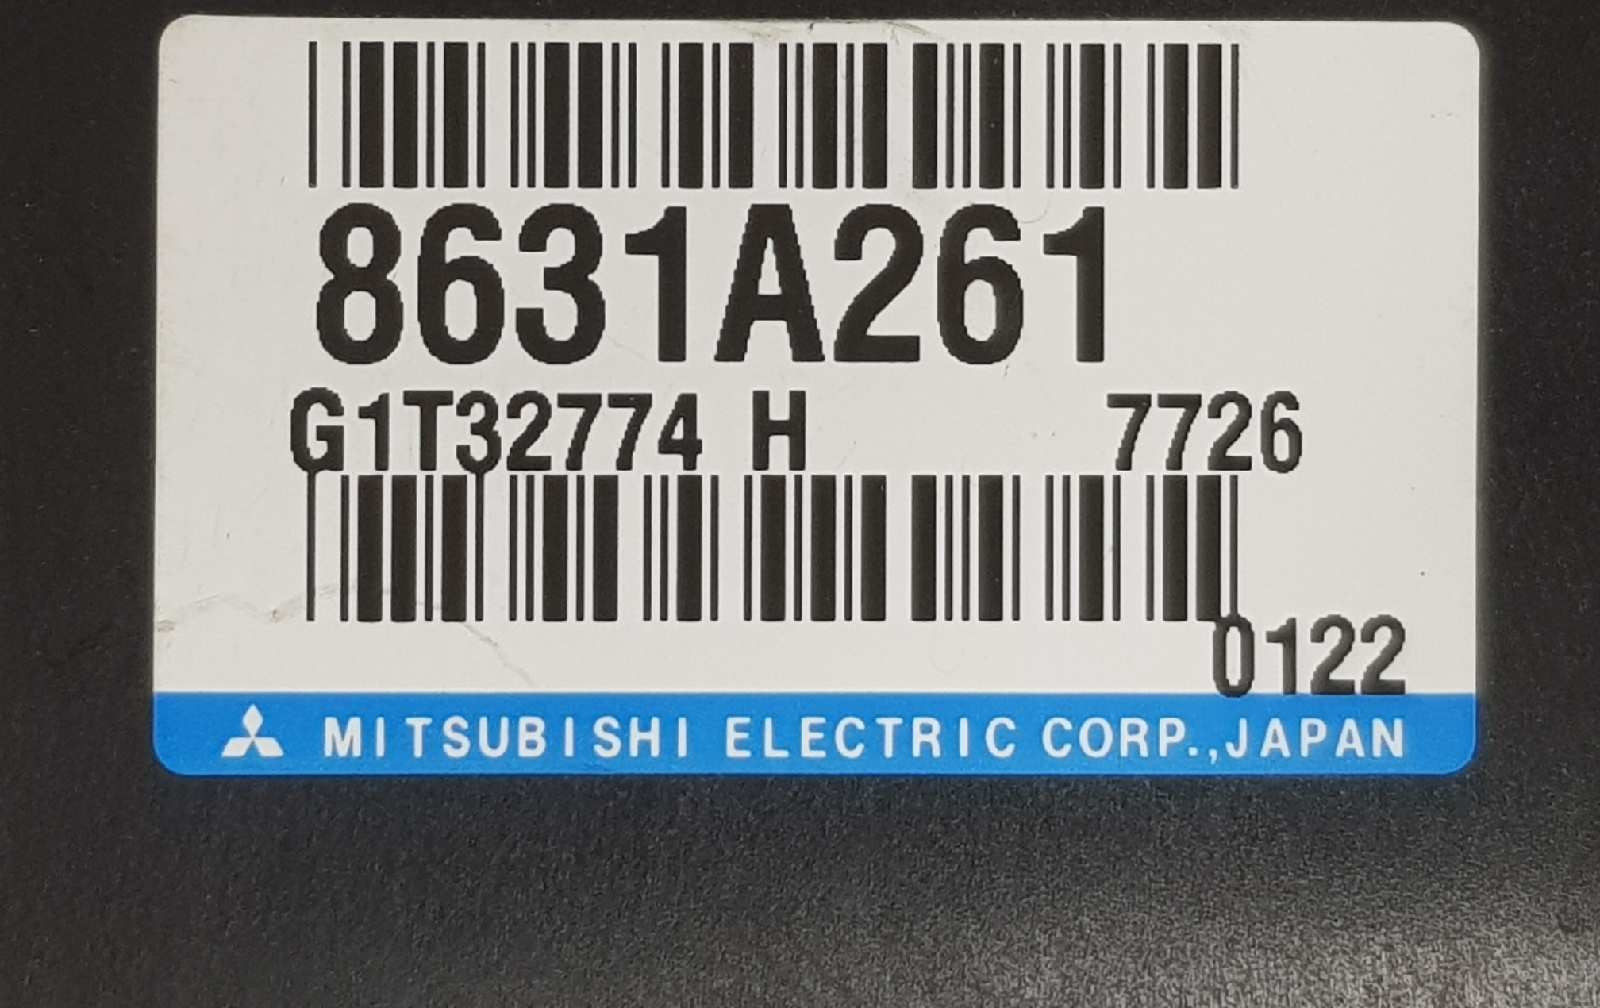 8631A261
G1T32774 H 7726
0122
MITSUBISHI ELECTRIC CORP.,JAPAN